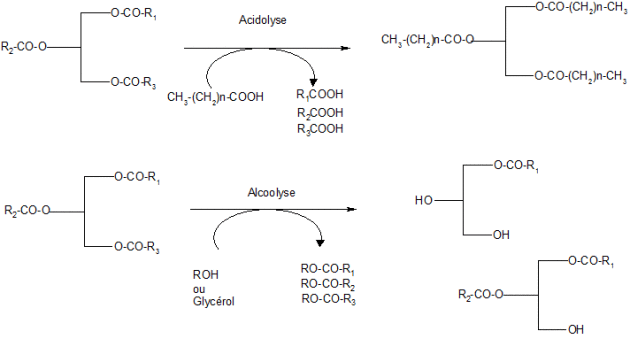 O-CO-R₁
R₂-CO-O
O-CO-R₃
Acidolyse
CH₃-(CH₂)n-COOH
R₁COOH
R₂COOH
R₃COOH
O-CO-(CH₂)n-CH₃
CH₃-(CH₂)n-CO-O
O-CO-(CH₂)n-CH₃
O-CO-R₁
R₂-CO-O
O-CO-R₃
Alcoolyse
ROH
ou
Glycérol
RO-CO-R₁
RO-CO-R₂
RO-CO-R₃
O-CO-R₁
HO
OH
O-CO-R₁
R₂-CO-O
OH